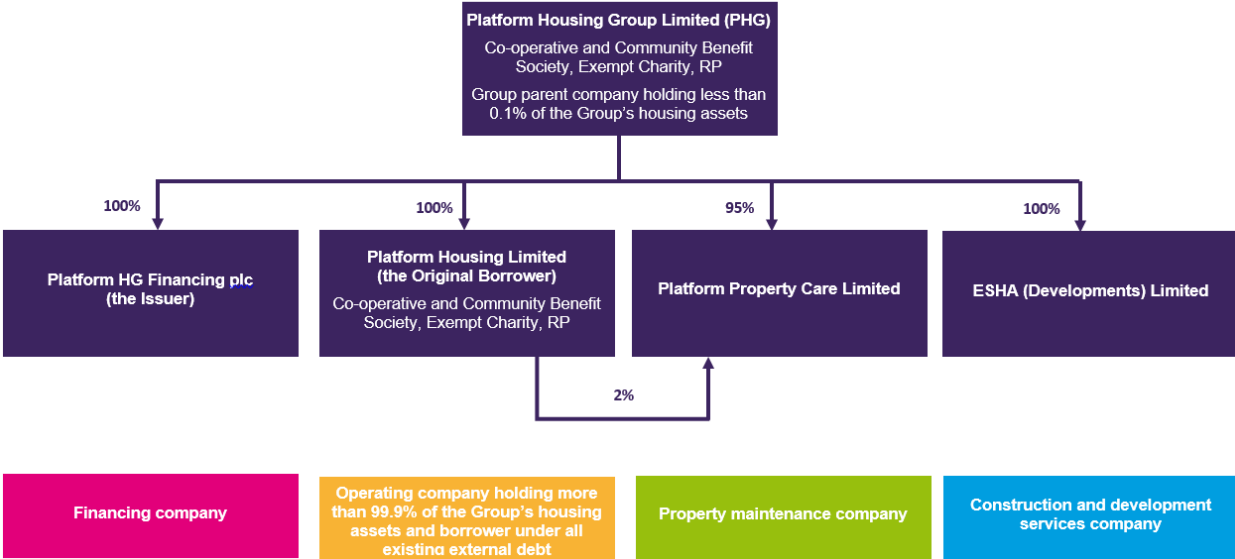 Platform Housing Group Limited (PHG)
Co-operative and Community Benefit
Society, Exempt Charity, RP
Group parent company holding less than
0.1% of the Group's housing assets
100%
100%
95%
100%
Platform HG Financing plc
(the Issuer)
Platform Housing Limited
(the Original Borrower)
Co-operative and Community Benefit
Society, Exempt Charity, RP
Platform Property Care Limited
ESHA (Developments) Limited
2%
Financing company
Operating company holding more
than 99.9% of the Group's housing
assets and borrower under all
existing external debt
Property maintenance company
Construction and development
services company